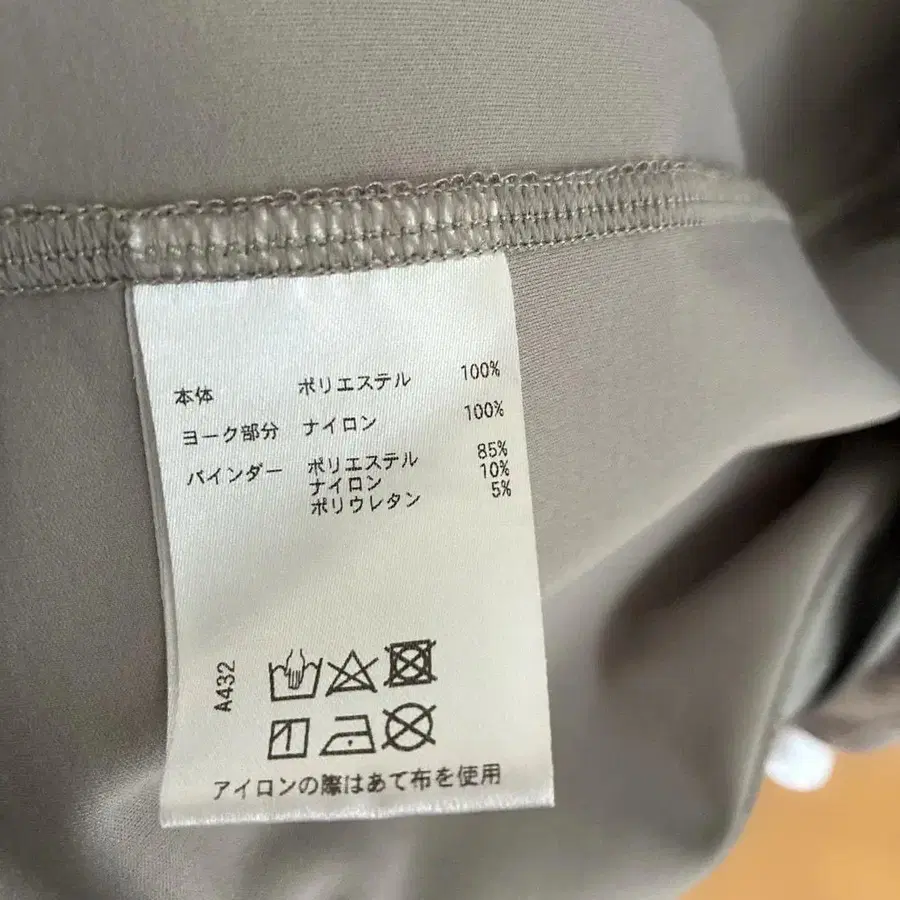 本体 ポリエステル 100%
ヨーク部分 ナイロン 100%
バインダー ポリエステル 85%
ナイロン 10%
ポリウレタン 5%
A432
アイロンの際はあて布を使用